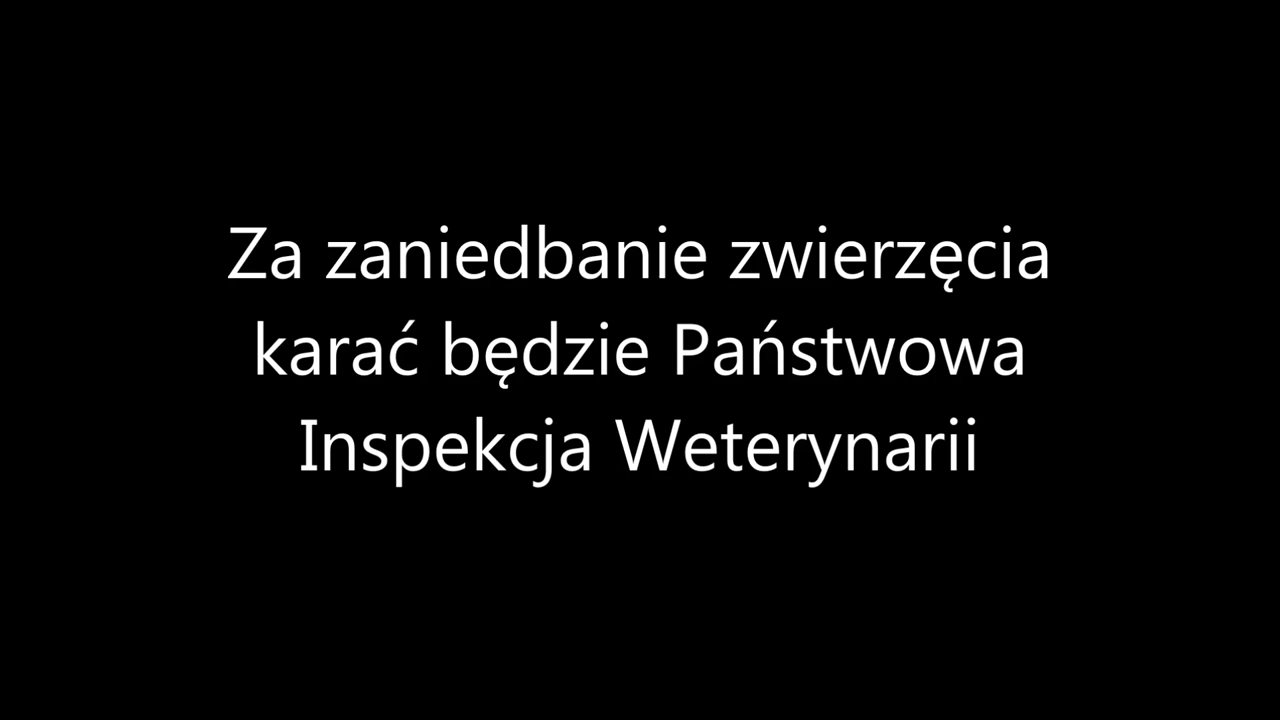 Za zaniedbanie zwierzęcia
karać będzie Państwowa
Inspekcja Weterynarii